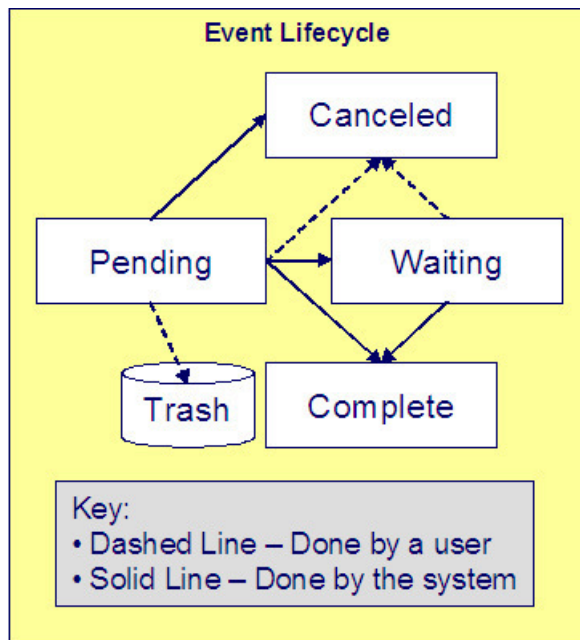 Event Lifecycle
Canceled
Pending
Waiting
Trash
Complete
Key:
• Dashed Line – Done by a user
• Solid Line – Done by the system